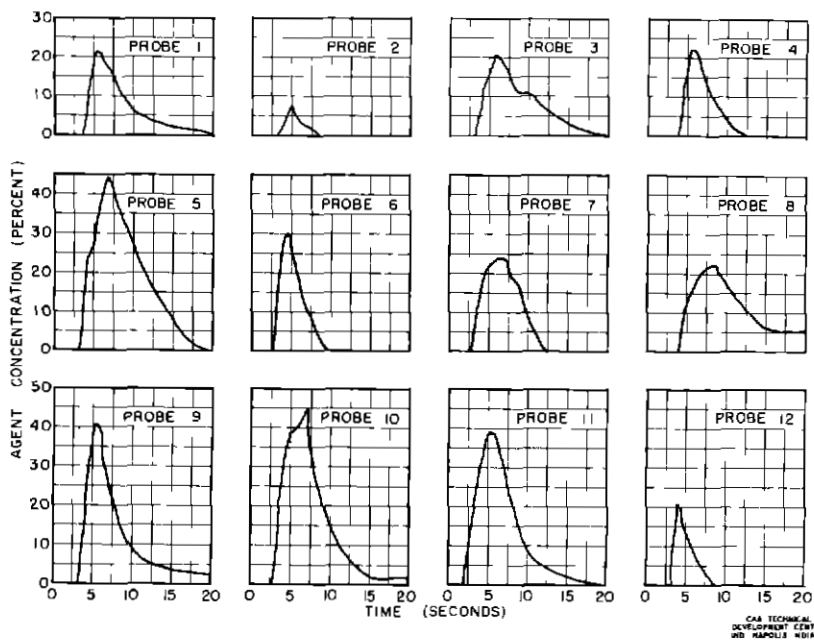 30
20
10
0
PROBE 1
PROBE 2
PROBE 3
PROBE 4
40
30
20
10
0
PROBE 5
PROBE 6
PROBE 7
PROBE 8
50
40
30
20
10
0
PROBE 9
PROBE 10
PROBE 11
PROBE 12
AGENT CONCENTRATION (PERCENT)
0 5 10 15 20
0 5 10 15 20
0 5 10 15 20
0 5 10 15 20
TIME (SECONDS)
CAA TECHNICAL
DEVELOPMENT CENT